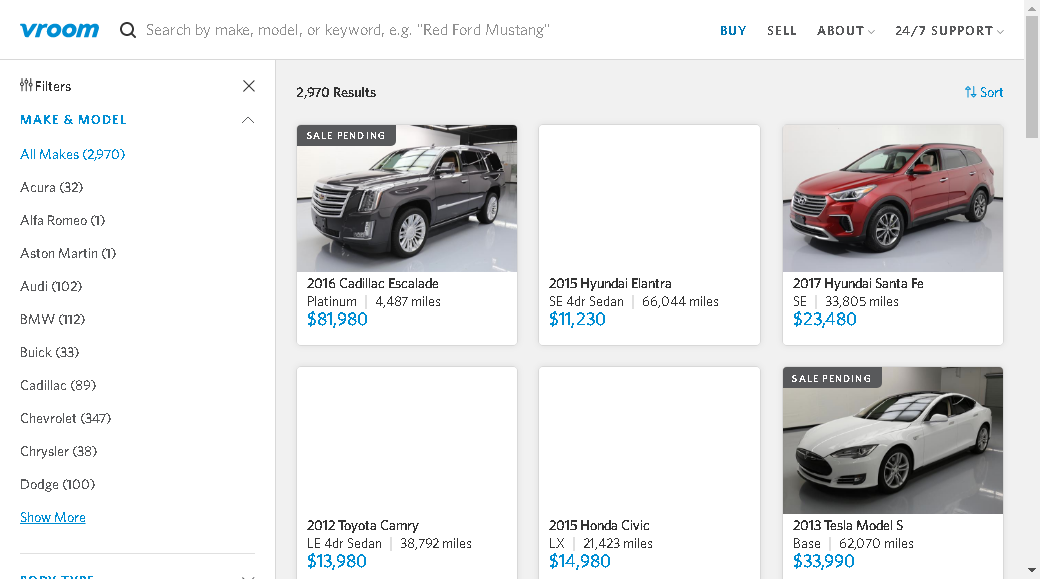 vroom
Search by make, model, or keyword, e.g. "Red Ford Mustang"
BUY
SELL
ABOUT
24/7 SUPPORT
Filters
MAKE & MODEL
All Makes (2,970)
Acura (32)
Alfa Romeo (1)
Aston Martin (1)
Audi (102)
BMW (112)
Buick (33)
Cadillac (89)
Chevrolet (347)
Chrysler (38)
Dodge (100)
Show More
BODY TYPE
2,970 Results
Sort
SALE PENDING
2016 Cadillac Escalade
Platinum | 4,487 miles
$81,980
2015 Hyundai Elantra
SE 4dr Sedan | 66,044 miles
$11,230
2017 Hyundai Santa Fe
SE | 33,805 miles
$23,480
2012 Toyota Camry
LE 4dr Sedan | 38,792 miles
$13,980
2015 Honda Civic
LX | 21,423 miles
$14,980
SALE PENDING
2013 Tesla Model S
Base | 62,070 miles
$33,990